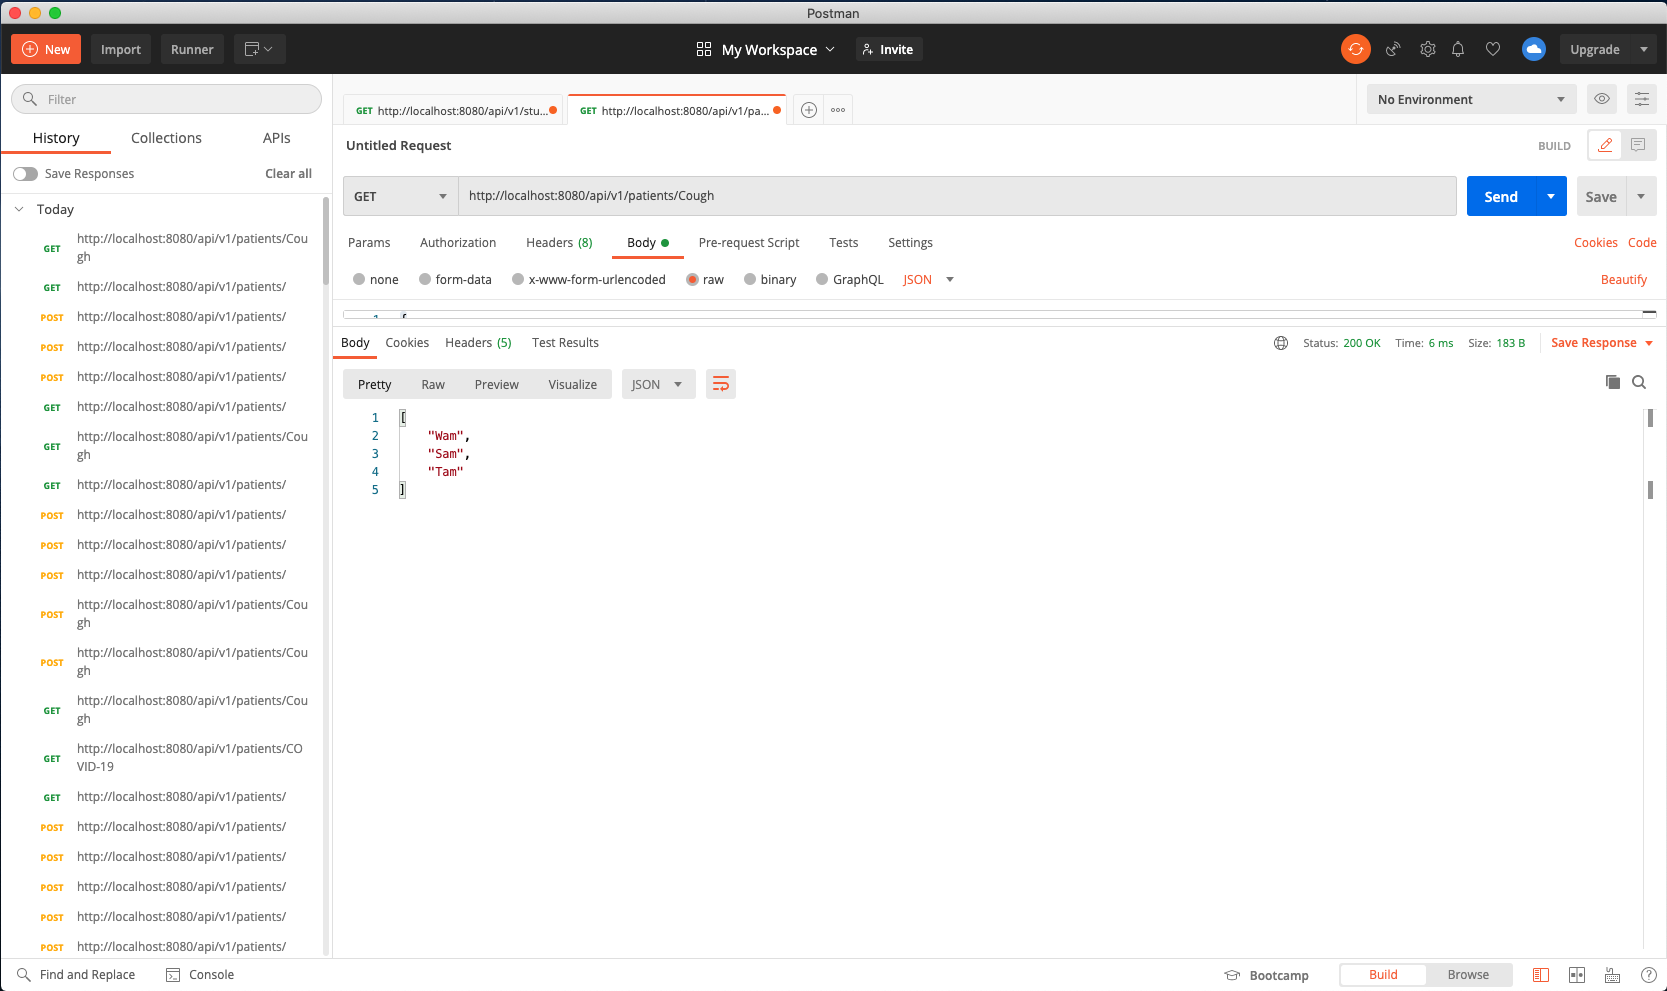 Postman
New
Import
Runner
My Workspace
Invite
Upgrade
Filter
History
Collections
APIs
Save Responses
Clear all
Today
GET http://localhost:8080/api/v1/patients/Cou
gh
GET http://localhost:8080/api/v1/patients/
POST http://localhost:8080/api/v1/patients/
POST http://localhost:8080/api/v1/patients/
POST http://localhost:8080/api/v1/patients/
GET http://localhost:8080/api/v1/patients/
GET http://localhost:8080/api/v1/patients/Cou
gh
GET http://localhost:8080/api/v1/patients/
POST http://localhost:8080/api/v1/patients/
POST http://localhost:8080/api/v1/patients/
POST http://localhost:8080/api/v1/patients/
POST http://localhost:8080/api/v1/patients/Cou
gh
POST http://localhost:8080/api/v1/patients/Cou
gh
GET http://localhost:8080/api/v1/patients/Cou
gh
GET http://localhost:8080/api/v1/patients/CO
VID-19
GET http://localhost:8080/api/v1/patients/
POST http://localhost:8080/api/v1/patients/
POST http://localhost:8080/api/v1/patients/
POST http://localhost:8080/api/v1/patients/
POST http://localhost:8080/api/v1/patients/
POST http://localhost:8080/api/v1/patients/
GET http://localhost:8080/api/v1/stu...
GET http://localhost:8080/api/v1/pa...
No Environment
Untitled Request
BUILD
GET
http://localhost:8080/api/v1/patients/Cough
Send
Save
Params
Authorization
Headers (8)
Body
Pre-request Script
Tests
Settings
Cookies
Code
none
form-data
x-www-form-urlencoded
raw
binary
GraphQL
JSON
Beautify
Body
Cookies
Headers (5)
Test Results
Status: 200 OK
Time: 6 ms
Size: 183 B
Save Response
Pretty
Raw
Preview
Visualize
JSON
1 [
2 "Wam",
3 "Sam",
4 "Tam"
5 ]
Find and Replace
Console
Bootcamp
Build
Browse